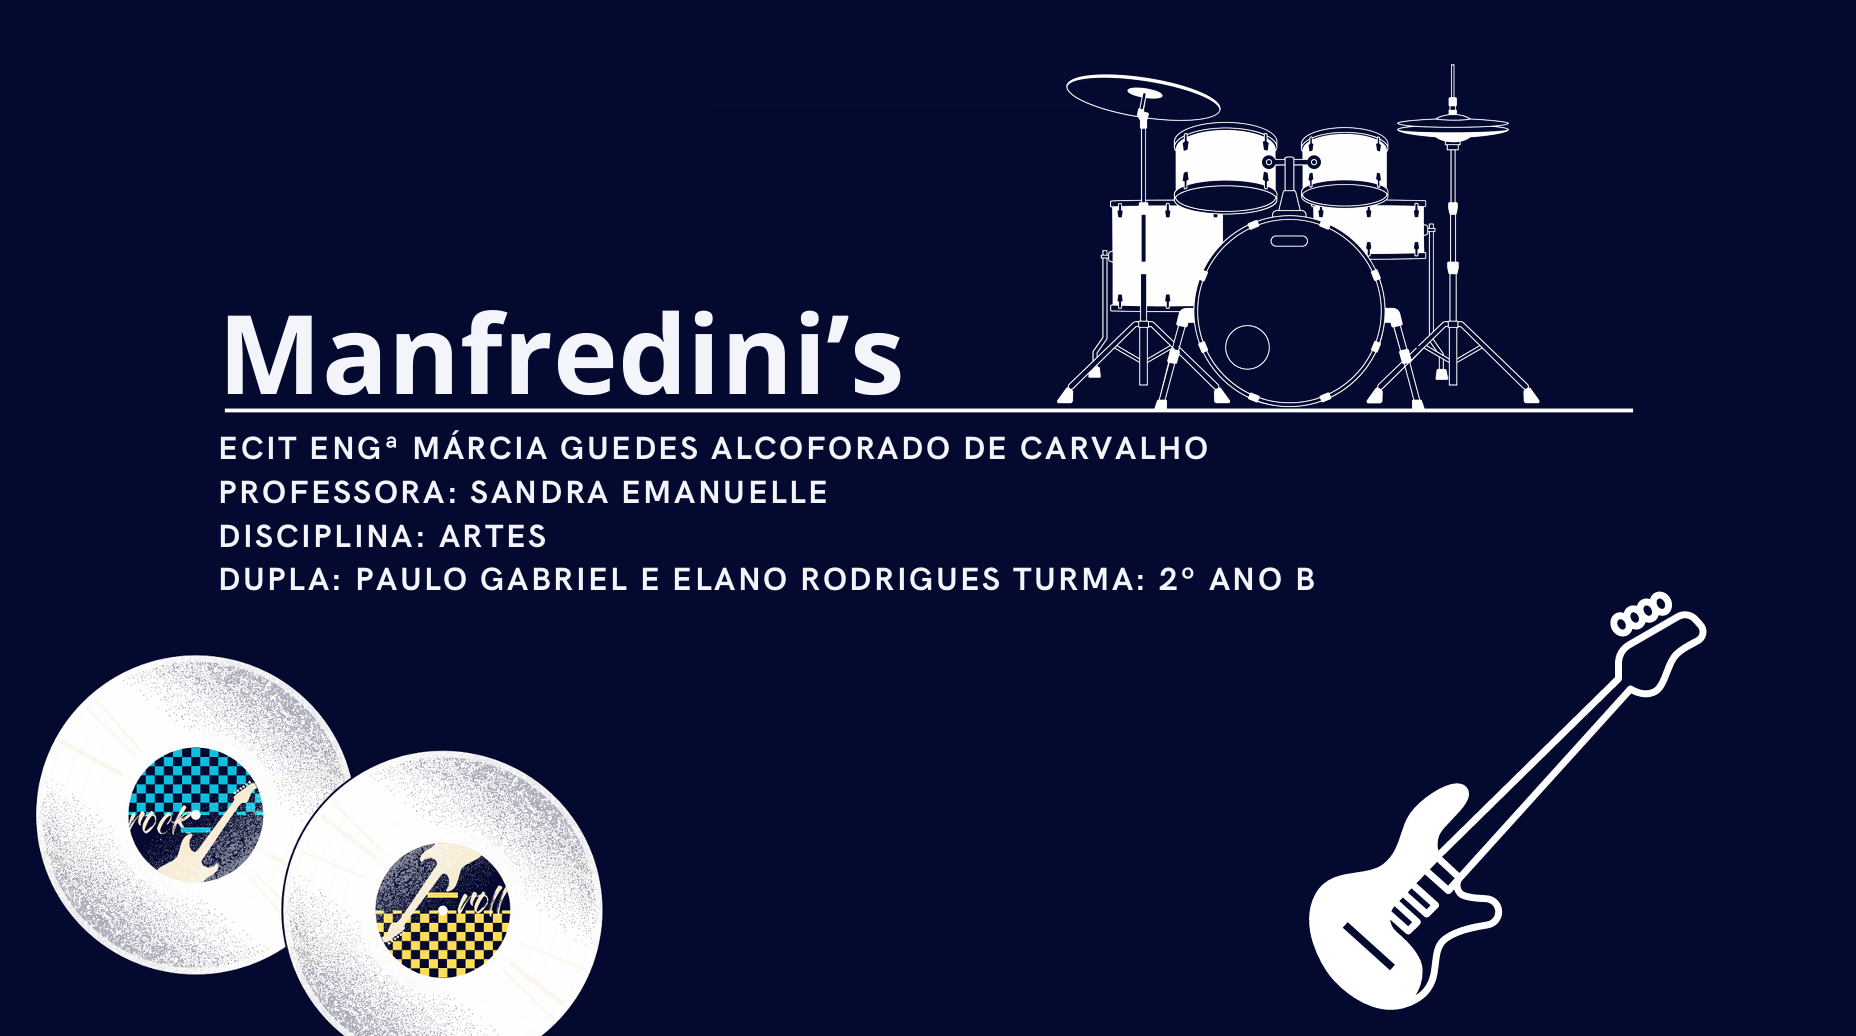 Manfredini’s
ECIT ENGª MÁRCIA GUEDES ALCOFORADO DE CARVALHO
PROFESSORA: SANDRA EMANUELLE
DISCIPLINA: ARTES
DUPLA: PAULO GABRIEL E ELANO RODRIGUES TURMA: 2º ANO B
rock
roll